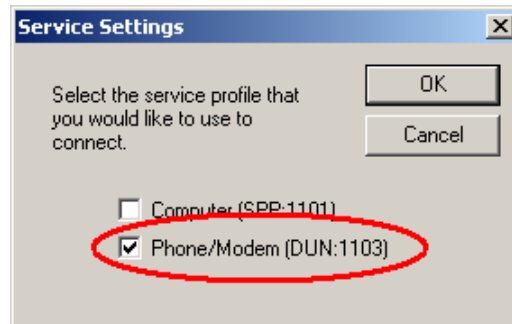 Service Settings
Select the service profile that
you would like to use to
connect.
OK
Cancel
Computer (SPP:1101)
Phone/Modem (DUN:1103)